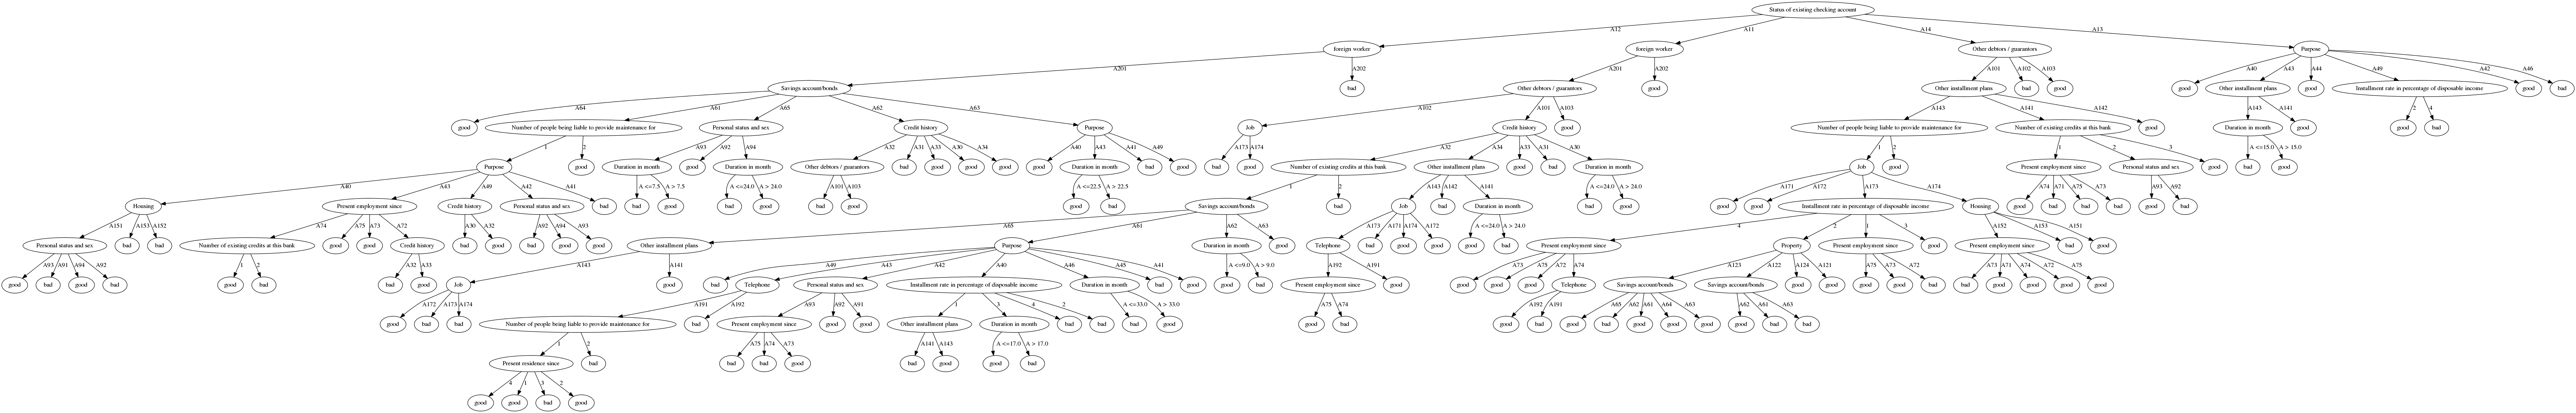 Status of existing checking account
A12 A11 A14 A13
foreign worker foreign worker Other debtors / guarantors Purpose
A201 A202 A201 A202 A101 A102 A103 A40 A43 A44 A49 A42 A46
Savings account/bonds bad Other debtors / guarantors good Other installment plans bad good good Other installment plans good Installment rate in percentage of disposable income good bad
A64 A61 A65 A62 A63 A102 A101 A103 A143 A141 A142 A143 A141 2 4
good Number of people being liable to provide maintenance for Personal status and sex Credit history Purpose Job Credit history good Number of people being liable to provide maintenance for Number of existing credits at this bank good Duration in month good good bad
1 2 A93 A92 A94 A32 A31 A33 A30 A34 A40 A43 A41 A49 A173 A174 A32 A34 A33 A31 A30 1 2 1 2 3 A <=15.0 A > 15.0
Purpose good Duration in month good Duration in month Other debtors / guarantors bad good good good good Duration in month bad good bad good Number of existing credits at this bank Other installment plans good bad Duration in month Job good Present employment since Personal status and sex good bad good
A40 A43 A49 A42 A41 A <=7.5 A > 7.5 A <=24.0 A > 24.0 A101 A103 A <=22.5 A > 22.5 1 2 A143 A142 A141 A <=24.0 A > 24.0 A171 A172 A173 A174 A74 A71 A75 A73 A93 A92
Housing Present employment since Credit history Personal status and sex bad bad good bad good bad good good bad Savings account/bonds bad Job bad Duration in month bad good good good Installment rate in percentage of disposable income Housing good bad bad bad good bad
A151 A153 A152 A74 A75 A73 A72 A30 A32 A92 A94 A93 A65 A61 A62 A63 A173 A171 A174 A172 A <=24.0 A > 24.0 4 2 1 3 A152 A153 A151
Personal status and sex bad bad Number of existing credits at this bank good good Credit history bad good bad good good Other installment plans Purpose Duration in month good Telephone bad good good good bad Present employment since Property Present employment since good Present employment since bad good
A93 A91 A94 A92 1 2 A32 A33 A143 A141 A49 A43 A42 A40 A46 A45 A41 A <=9.0 A > 9.0 A192 A191 A73 A75 A72 A74 A123 A122 A124 A121 A75 A73 A72 A73 A71 A74 A72 A75
good bad good bad good bad bad good Job good bad Telephone Personal status and sex Installment rate in percentage of disposable income Duration in month bad good good bad Present employment since good good good good Telephone Savings account/bonds Savings account/bonds good good good good bad bad good good good good
A172 A173 A174 A191 A192 A93 A92 A91 1 3 4 2 A <=33.0 A > 33.0 A75 A74 A192 A191 A65 A62 A61 A64 A63 A62 A61 A63
good bad bad Number of people being liable to provide maintenance for bad Present employment since good good Other installment plans Duration in month bad bad bad good good bad good bad good bad good good good good bad bad
1 2 A75 A74 A73 A141 A143 A <=17.0 A > 17.0
Present residence since bad bad bad good bad good good bad
4 1 3 2
good good bad good